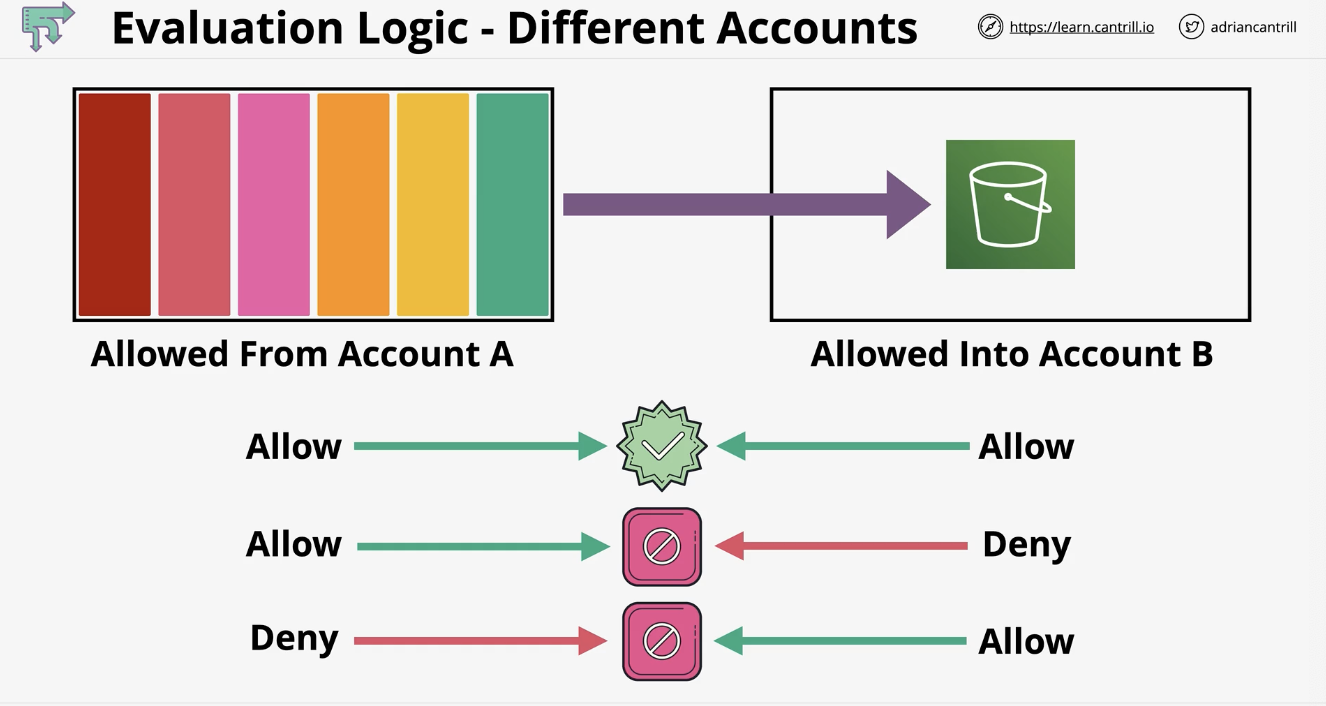 Evaluation Logic - Different Accounts
https://learn.cantrill.io
adriancantrill
Allowed From Account A
Allowed Into Account B
Allow
Allow
Allow
Deny
Deny
Allow